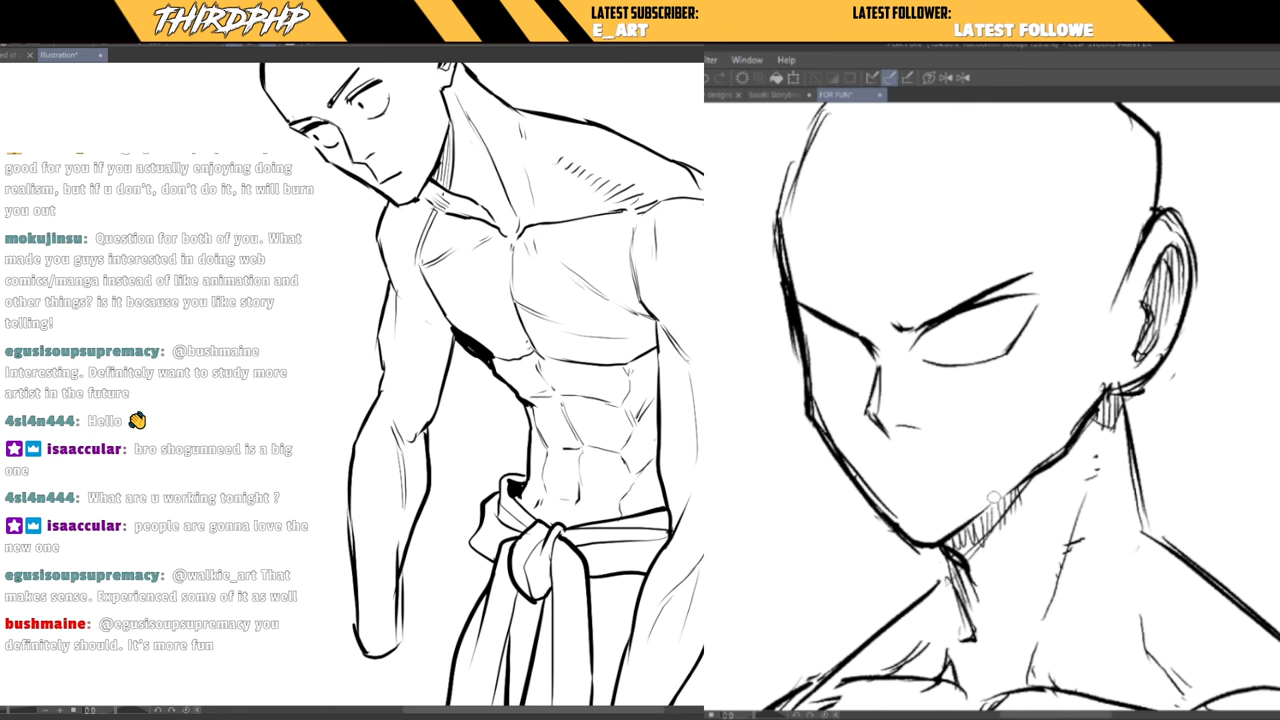 THIRDPHP
LATEST SUBSCRIBER:
E_ART
LATEST FOLLOWER:
LATEST FOLLOWE
Illustration*
Window Help
Sasaki Storyb
FOR FUN*
good for you if you actually enjoying doing
realism, but if u don't, don't do it, it will burn
you out
mokujinsu: Question for both of you. What
made you guys interested in doing web
comics/manga instead of like animation and
other things? is it because you like story
telling!
egusisoupsupremacy: @bushmaine
Interesting. Definitely want to study more
artist in the future
4sl4n444: Hello
isaaccular: bro shogunneed is a big
one
4sl4n444: What are u working tonight ?
isaaccular: people are gonna love the
new one
egusisoupsupremacy: @walkie_art That
makes sense. Experienced some of it as well
bushmaine: @egusisoupsupremacy you
definitely should. It's more fun